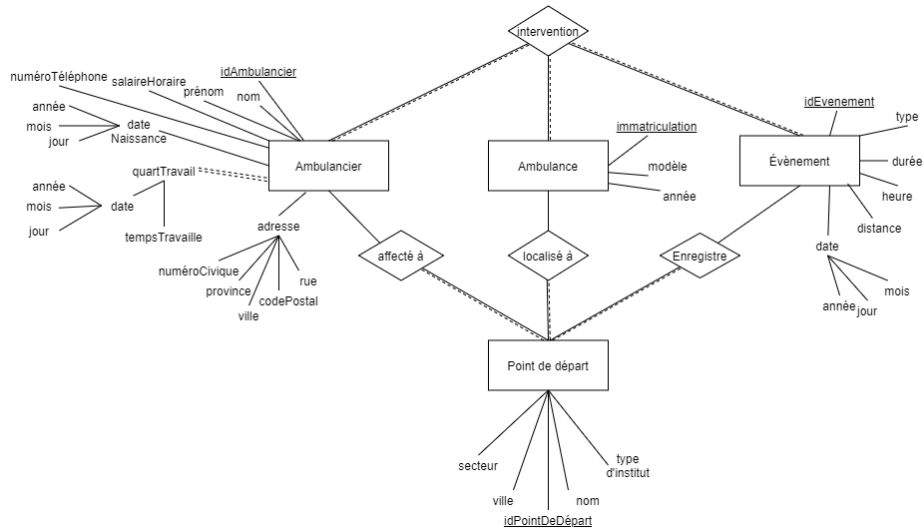 intervention
idAmbulancier
numéroTéléphone
salaireHoraire
prénom
nom
année
mois
jour
date
Naissance
quartTravail
année
mois
jour
date
tempsTravaille
Ambulancier
adresse
numéroCivique
province
ville
codePostal
rue
Ambulance
immatriculation
modèle
année
idEvenement
type
durée
heure
distance
Évènement
date
année
jour
mois
affecté à
localisé à
Enregistre
Point de départ
secteur
ville
idPointDeDépart
nom
type
d'institut